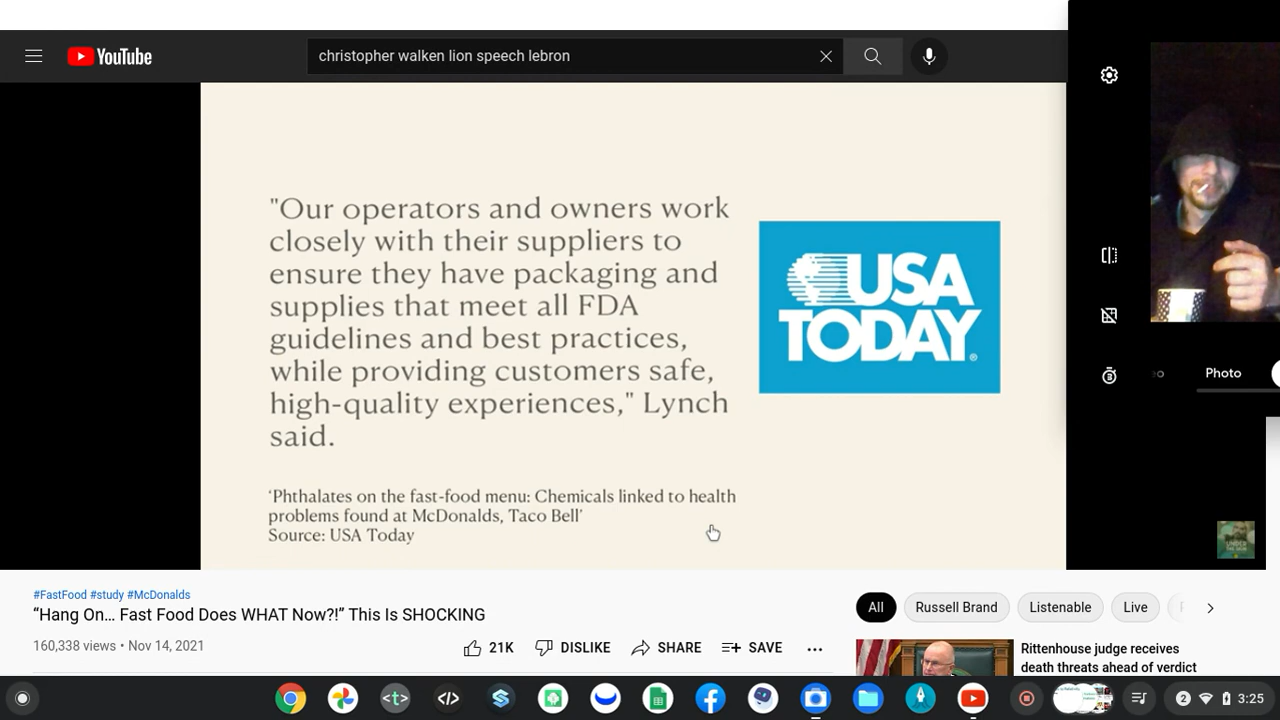 YouTube
christopher walken lion speech lebron
"Our operators and owners work
closely with their suppliers to
ensure they have packaging and
supplies that meet all FDA
guidelines and best practices,
while providing customers safe,
high-quality experiences," Lynch
said.
USA
TODAY
'Phthalates on the fast-food menu: Chemicals linked to health
problems found at McDonalds, Taco Bell'
Source: USA Today
Photo
UNDER
THE SKIN
#FastFood #study #McDonalds
“Hang On… Fast Food Does WHAT Now?!” This Is SHOCKING
160,338 views • Nov 14, 2021
21K
DISLIKE
SHARE
SAVE
All
Russell Brand
Listenable
Live
Rittenhouse judge receives
death threats ahead of verdict
2
3:25